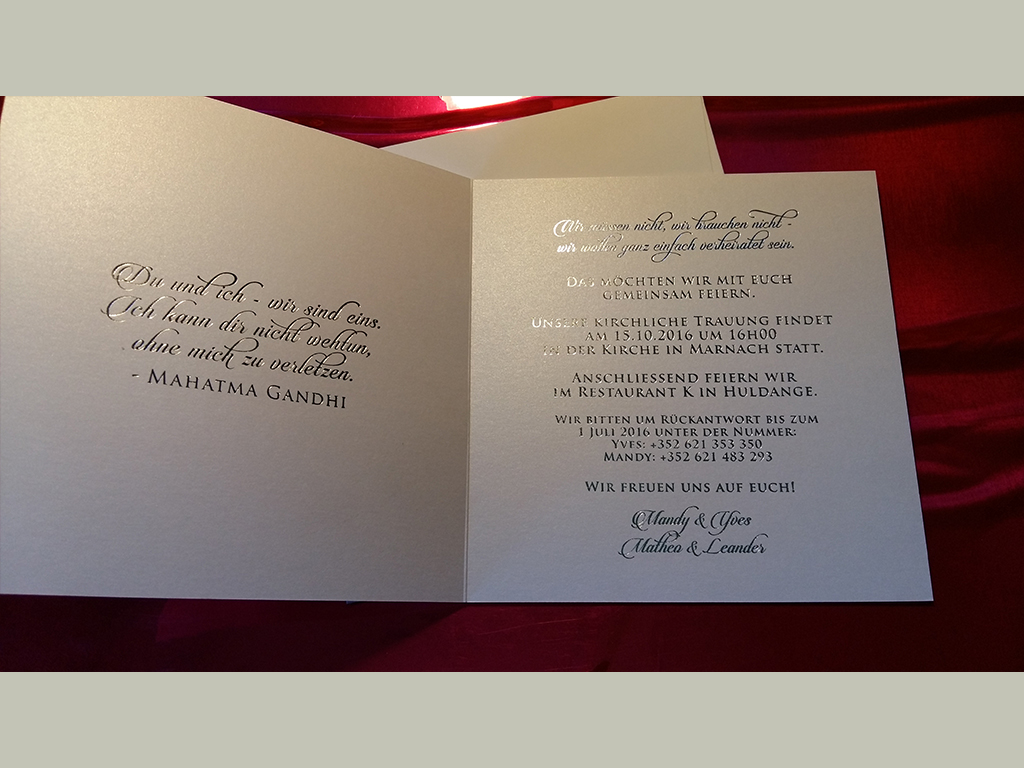 Du und ich - wir sind eins.
Ich kann dir nicht wehtun,
ohne mich zu verletzen.
- Mahatma Gandhi
Wir müssen nicht, wir brauchen nicht -
wir wollen ganz einfach verheiratet sein.
Das möchten wir mit euch
gemeinsam feiern.
Unsere kirchliche Trauung findet
am 15.10.2016 um 16h00
in der Kirche in Marnach statt.
Anschliessend feiern wir
im Restaurant K in Huldange.
Wir bitten um Rückantwort bis zum
1 Juli 2016 unter der Nummer:
Yves: +352 621 353 350
Mandy: +352 621 483 293
Wir freuen uns auf euch!
Mandy & Yves
Matheo & Leander